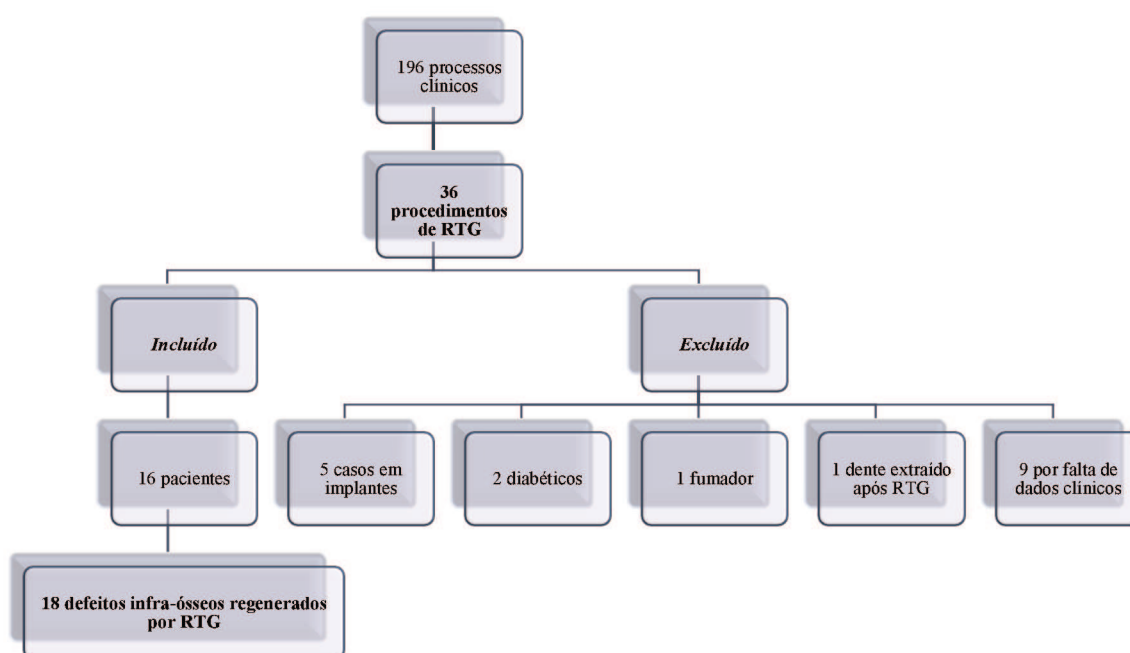 196 processos
clínicos
36
procedimentos
de RTG
Incluído
Excluído
16 pacientes
5 casos em
implantes
2 diabéticos
1 fumador
1 dente extraído
após RTG
9 por falta de
dados clínicos
18 defeitos infra-ósseos regenerados
por RTG